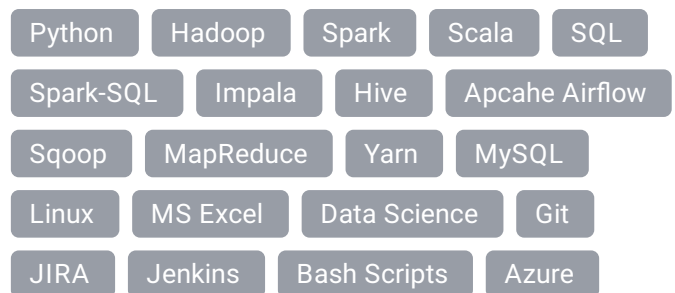 Python Hadoop Spark Scala SQL
Spark-SQL Impala Hive Apcahe Airflow
Sqoop MapReduce Yarn MySQL
Linux MS Excel Data Science Git
JIRA Jenkins Bash Scripts Azure